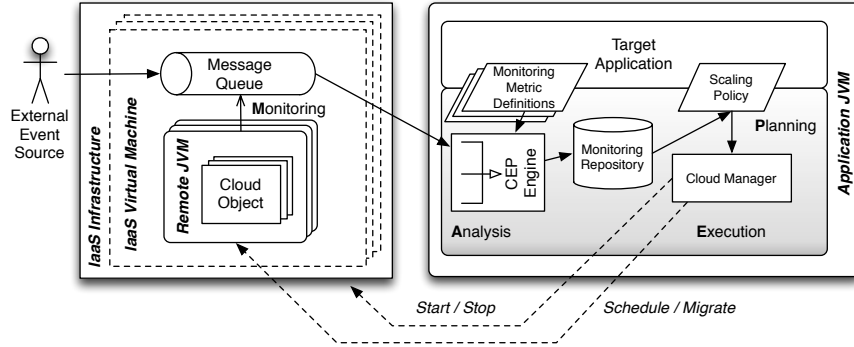 External
Event
Source
IaaS Infrastructure
IaaS Virtual Machine
Message
Queue
Monitoring
Remote JVM
Cloud
Object
Target
Application
Monitoring
Metric
Definitions
Scaling
Policy
CEP
Engine
Monitoring
Repository
Planning
Cloud Manager
Analysis
Execution
Application JVM
Start / Stop
Schedule / Migrate